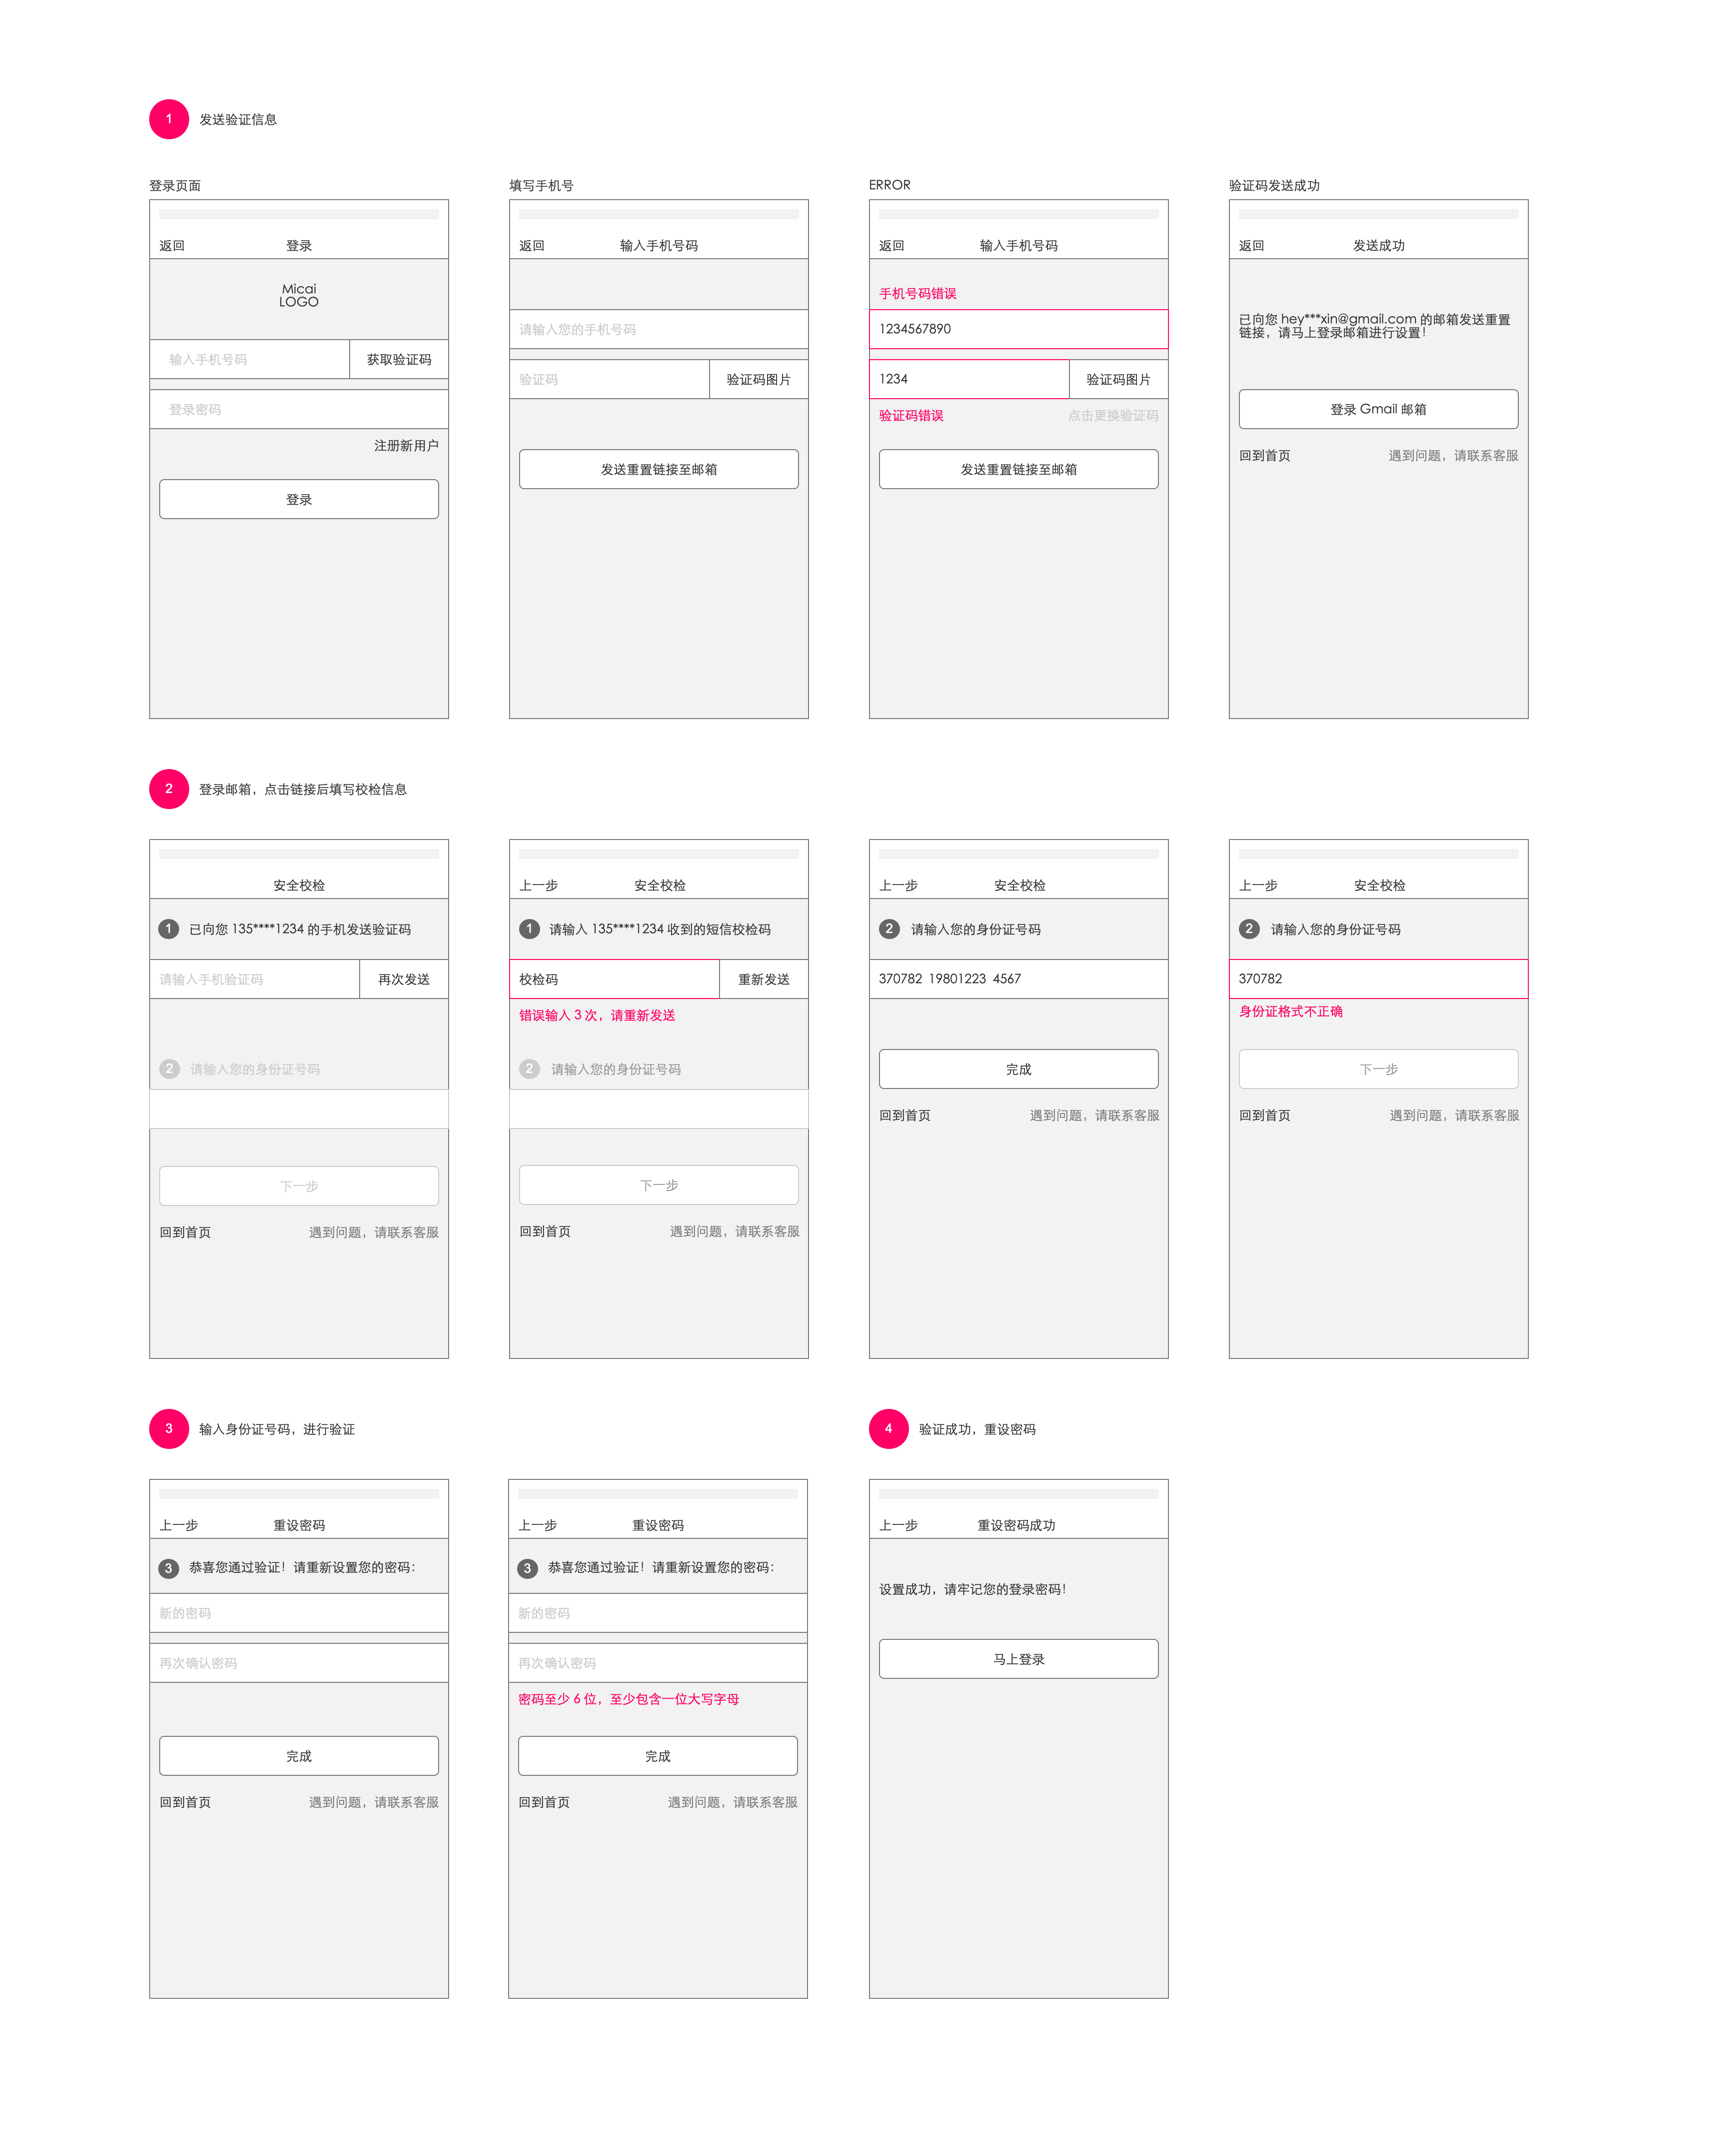 1
发送验证信息
登录页面
返回
登录
Micai
LOGO
输入手机号码
获取验证码
登录密码
注册新用户
登录
填写手机号
返回
输入手机号码
请输入您的手机号码
验证码
验证码图片
发送重置链接至邮箱
ERROR
返回
输入手机号码
手机号码错误
1234567890
1234
验证码图片
验证码错误
点击更换验证码
发送重置链接至邮箱
验证码发送成功
返回
发送成功
已向您 hey***xin@gmail.com 的邮箱发送重置
链接，请马上登录邮箱进行设置！
登录 Gmail 邮箱
回到首页
遇到问题，请联系客服
2
登录邮箱，点击链接后填写校检信息
安全校检
1
已向您 135****1234 的手机发送验证码
请输入手机验证码
再次发送
2
请输入您的身份证号码
下一步
回到首页
遇到问题，请联系客服
上一步
安全校检
1
请输入 135****1234 收到的短信校检码
校检码
重新发送
错误输入 3 次，请重新发送
2
请输入您的身份证号码
下一步
回到首页
遇到问题，请联系客服
上一步
安全校检
2
请输入您的身份证号码
370782 19801223 4567
完成
回到首页
遇到问题，请联系客服
上一步
安全校检
2
请输入您的身份证号码
370782
身份证格式不正确
下一步
回到首页
遇到问题，请联系客服
3
输入身份证号码，进行验证
上一步
重设密码
3
恭喜您通过验证！请重新设置您的密码：
新的密码
再次确认密码
完成
回到首页
遇到问题，请联系客服
上一步
重设密码
3
恭喜您通过验证！请重新设置您的密码：
新的密码
再次确认密码
密码至少 6 位，至少包含一位大写字母
完成
回到首页
遇到问题，请联系客服
4
验证成功，重设密码
上一步
重设密码成功
设置成功，请牢记您的登录密码！
马上登录